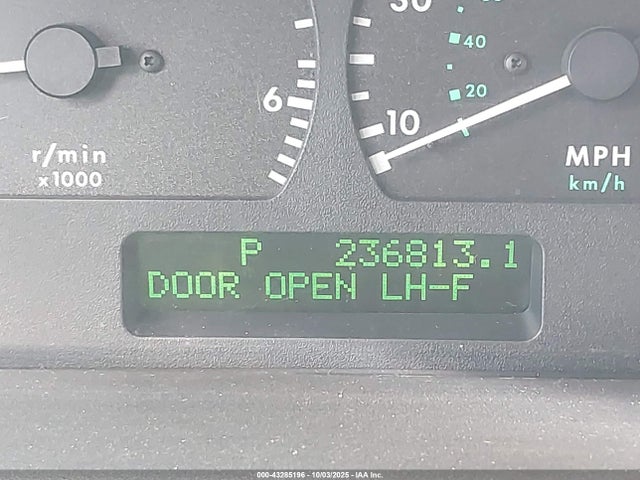 30
40
6
20
10
r/min
x1000
MPH
km/h
P 236813.1
DOOR OPEN LH-F
000-43285196 - 10/03/2025 - IAA Inc.